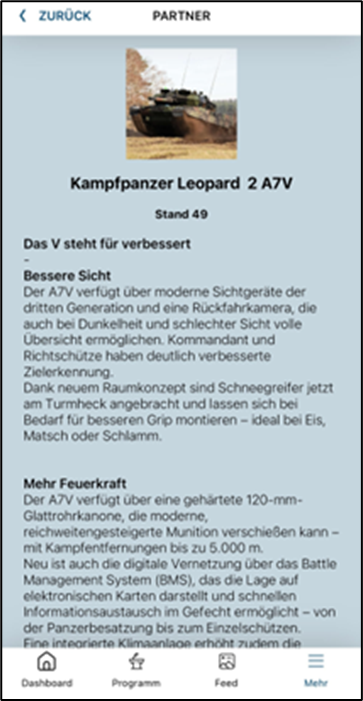 ZURÜCK PARTNER
Kampfpanzer Leopard 2 A7V
Stand 49
Das V steht für verbessert
-
Bessere Sicht
Der A7V verfügt über moderne Sichtgeräte der
dritten Generation und eine Rückfahrkamera, die
auch bei Dunkelheit und schlechter Sicht volle
Übersicht ermöglichen. Kommandant und
Richtschütze haben deutlich verbesserte
Zielerkennung.
Dank neuem Raumkonzept sind Schneegreifer jetzt
am Turmheck angebracht und lassen sich bei
Bedarf für besseren Grip montieren – ideal bei Eis,
Matsch oder Schlamm.
Mehr Feuerkraft
Der A7V verfügt über eine gehärtete 120-mm-
Glattrohrkanone, die moderne,
reichweitengesteigerte Munition verschießen kann –
mit Kampfentfernungen bis zu 5.000 m.
Neu ist auch die digitale Vernetzung über das Battle
Management System (BMS), das die Lage auf
elektronischen Karten darstellt und schnellen
Informationsaustausch im Gefecht ermöglicht – von
der Panzerbesatzung bis zum Einzelschützen.
Eine integrierte Klimaanlage erhöht zudem die
Dashboard Programm Feed Mehr